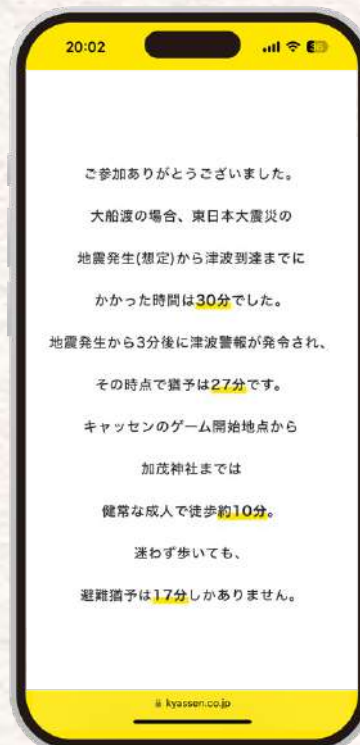 20:02
ご参加ありがとうございました。
大船渡の場合、東日本大震災の
地震発生(想定)から津波到達までに
かかった時間は30分でした。
地震発生から3分後に津波警報が発令され、
その時点で猶予は27分です。
キャッセンのゲーム開始地点から
加茂神社までは
健常な成人で徒歩約10分。
迷わず歩いても、
避難猶予は17分しかありません。
kyassen.co.jp